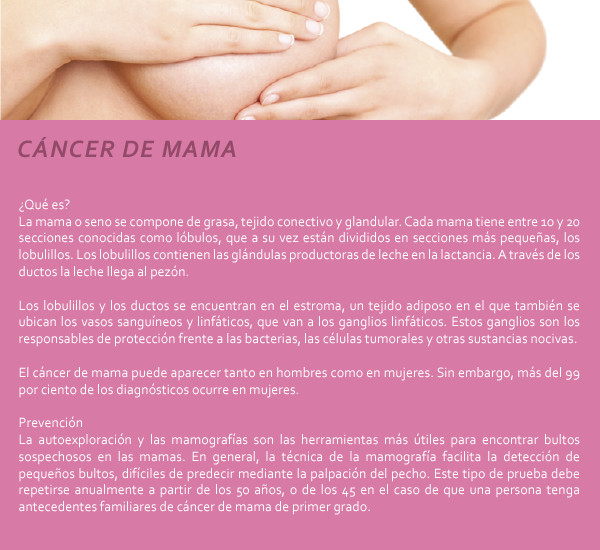 CÁNCER DE MAMA
¿Qué es?
La mama o seno se compone de grasa, tejido conectivo y glandular. Cada mama tiene entre 10 y 20
secciones conocidas como lóbulos, que a su vez están divididos en secciones más pequeñas, los
lobulillos. Los lobulillos contienen las glándulas productoras de leche en la lactancia. A través de los
ductos la leche llega al pezón.
Los lobulillos y los ductos se encuentran en el estroma, un tejido adiposo en el que también se
ubican los vasos sanguíneos y linfáticos, que van a los ganglios linfáticos. Estos ganglios son los
responsables de protección frente a las bacterias, las células tumorales y otras sustancias nocivas.
El cáncer de mama puede aparecer tanto en hombres como en mujeres. Sin embargo, más del 99
por ciento de los diagnósticos ocurre en mujeres.
Prevención
La autoexploración y las mamografías son las herramientas más útiles para encontrar bultos
sospechosos en las mamas. En general, la técnica de la mamografía facilita la detección de
pequeños bultos, difíciles de predecir mediante la palpación del pecho. Este tipo de prueba debe
repetirse anualmente a partir de los 50 años, o de los 45 en el caso de que una persona tenga
antecedentes familiares de cáncer de mama de primer grado.